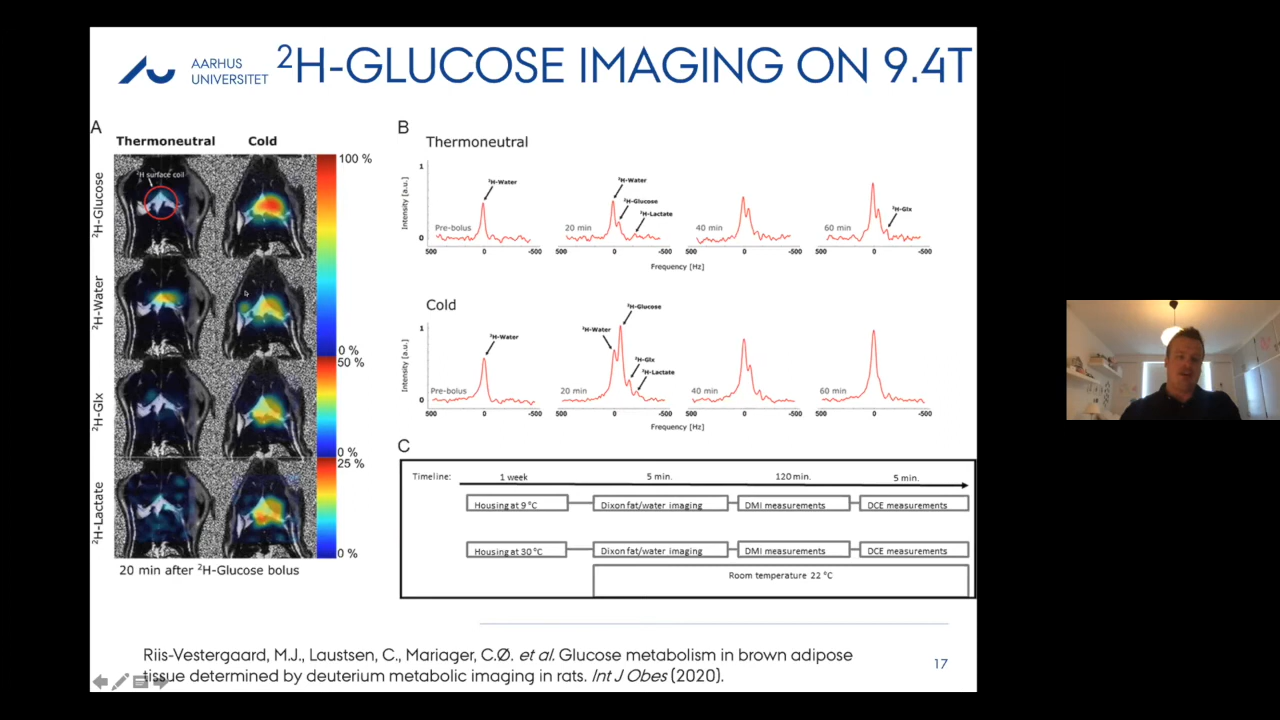 AARHUS
UNIVERSITET
²H-GLUCOSE IMAGING ON 9.4T
A
Thermoneutral Cold
²H-Glucose
²H surface coil
100 %
²H-Water
0 %
50 %
²H-Glx
0 %
25 %
²H-Lactate
0 %
20 min after ²H-Glucose bolus
B
Thermoneutral
Intensity [a.u.]
1
0
Pre-bolus
²H-Water
500 0 -500
20 min
²H-Water
²H-Glucose
²H-Lactate
500 0 -500
40 min
500 0 -500
60 min
²H-Glx
500 0 -500
Frequency [Hz]
Cold
Intensity [a.u.]
1
0
Pre-bolus
²H-Water
500 0 -500
20 min
²H-Water
²H-Glucose
²H-Glx
²H-Lactate
500 0 -500
40 min
500 0 -500
60 min
500 0 -500
Frequency [Hz]
C
Timeline: 1 week 5 min. 120 min. 5 min.
Housing at 9 °C Dixon fat/water imaging DMI measurements DCE measurements
Housing at 30 °C Dixon fat/water imaging DMI measurements DCE measurements
Room temperature 22 °C
Riis-Vestergaard, M.J., Laustsen, C., Mariager, C.Ø. et al. Glucose metabolism in brown adipose
tissue determined by deuterium metabolic imaging in rats. Int J Obes (2020).
17